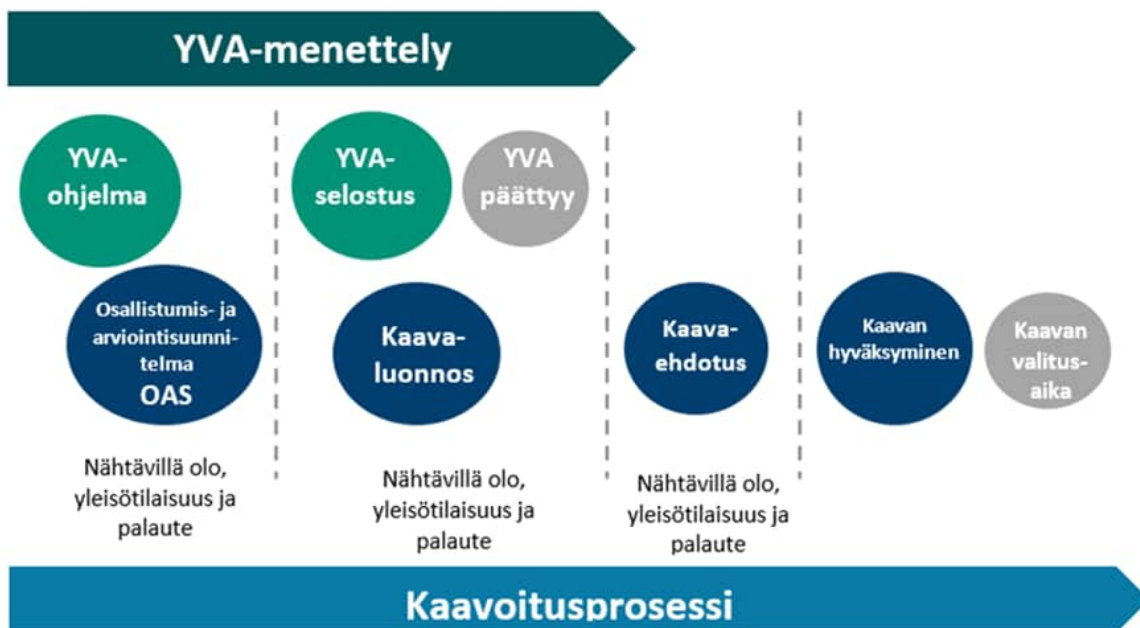 YVA-menettely
YVA-
ohjelma
YVA-
selostus
YVA
päättyy
Osallistumis- ja
arviointisuunni-
telma
OAS
Kaava-
luonnos
Kaava-
ehdotus
Kaavan
hyväksyminen
Kaavan
valitus-
aika
Nähtävillä olo,
yleisötilaisuus ja
palaute
Nähtävillä olo,
yleisötilaisuus ja
palaute
Nähtävillä olo,
yleisötilaisuus ja
palaute
Kaavoitusprosessi